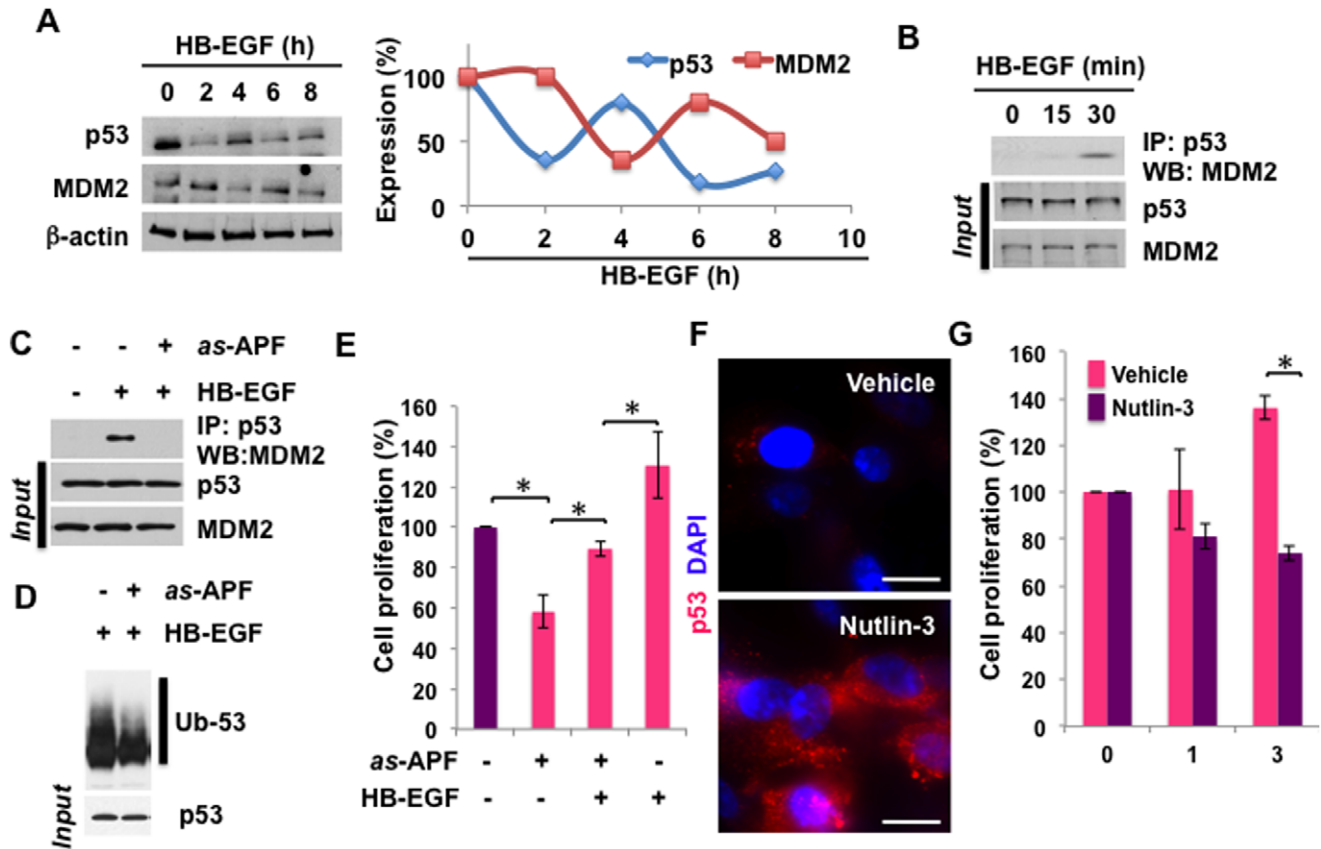 A
HB-EGF (h)
0 2 4 6 8
p53
MDM2
β-actin
Expression (%)
100
50
0
p53 MDM2
0 2 4 6 8 10
HB-EGF (h)
B
HB-EGF (min)
0 15 30
IP: p53
WB: MDM2
Input
p53
MDM2
C
- - + as-APF
- + + HB-EGF
IP: p53
WB:MDM2
Input
p53
MDM2
D
- + as-APF
+ + HB-EGF
Ub-53
Input
p53
E
Cell proliferation (%)
160
140
120
100
80
60
40
20
0
* * *
as-APF - + + -
HB-EGF - - + +
F
p53 DAPI
Vehicle
Nutlin-3
G
Cell proliferation (%)
160
140
120
100
80
60
40
20
0
Vehicle
Nutlin-3
*
0 1 3